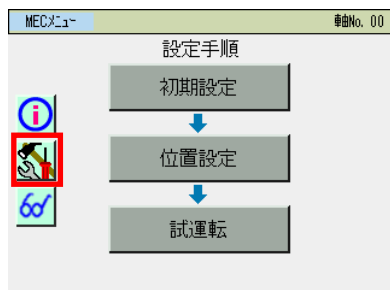 MECメニュー
軸No. 00
設定手順
初期設定
位置設定
試運転